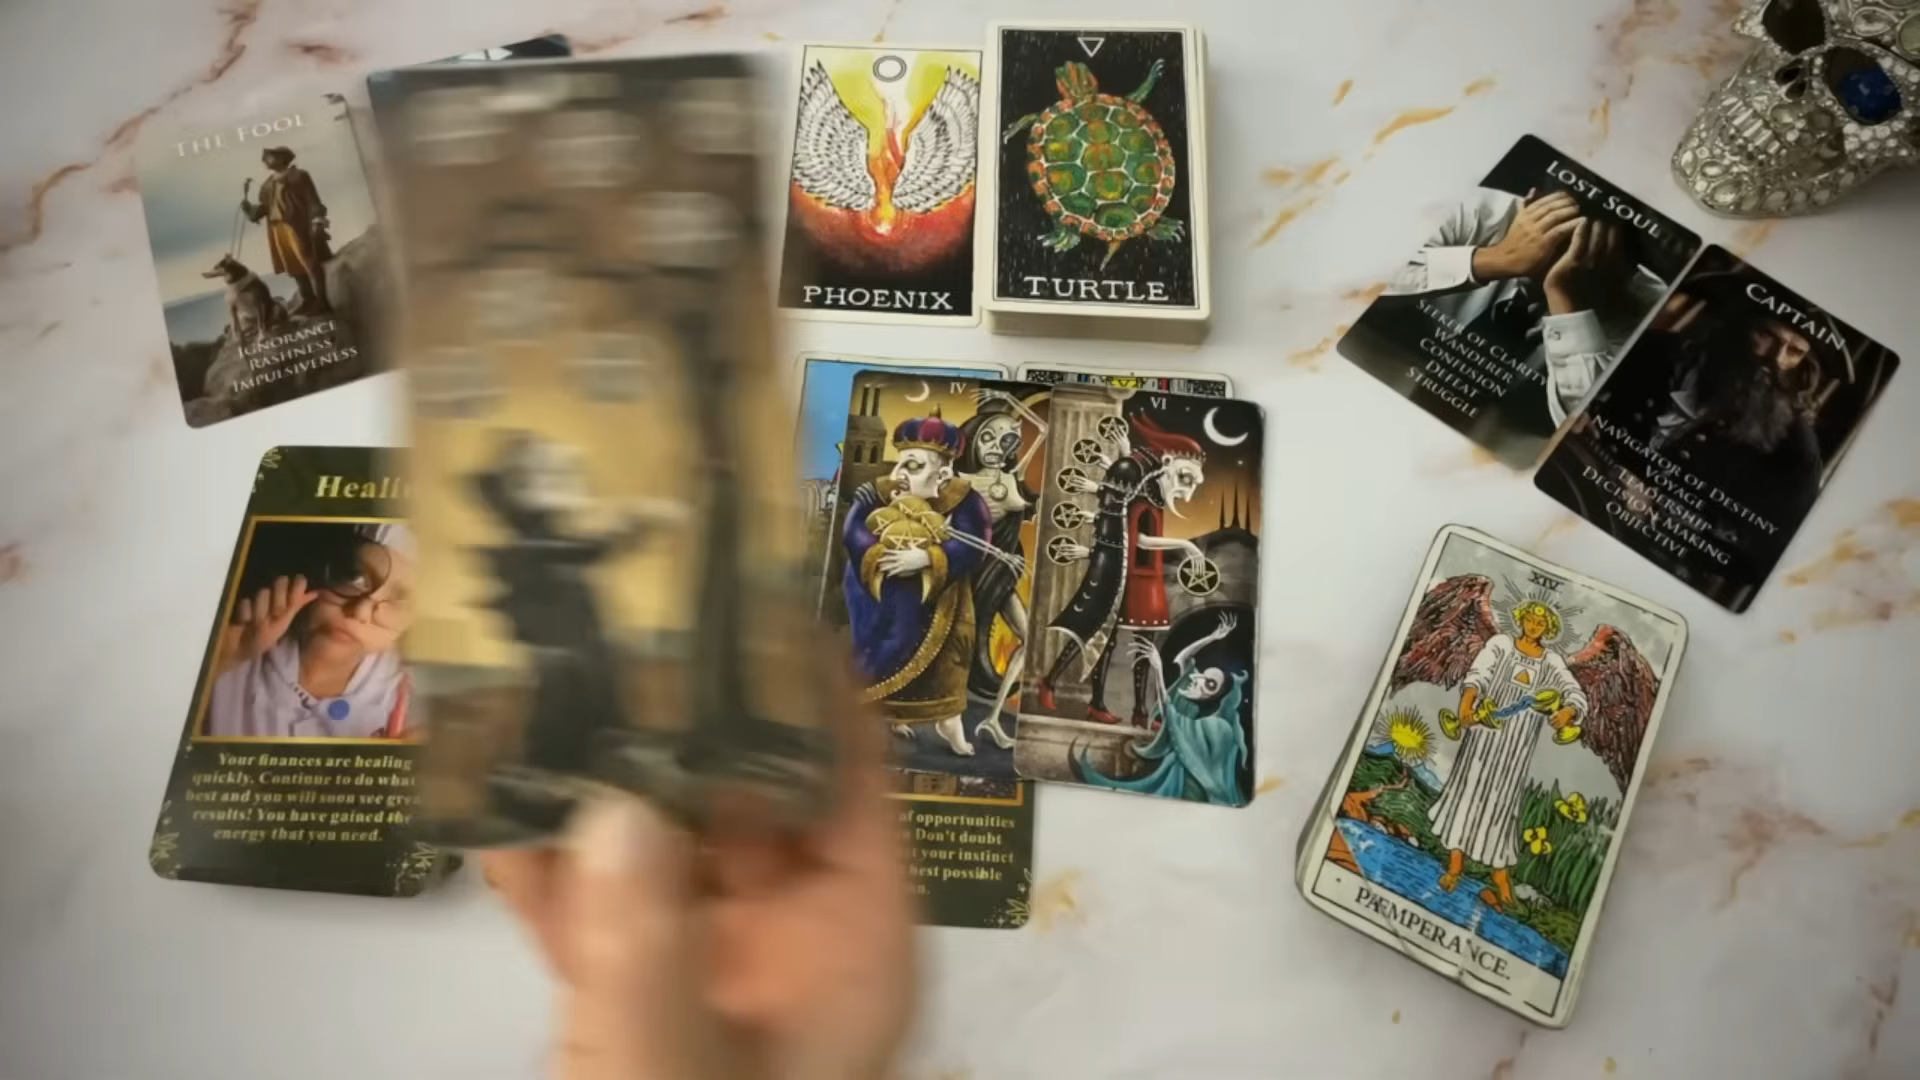 THE FOOL
IGNORANCE
RASHNESS
IMPULSIVENESS
PHOENIX
TURTLE
LOST SOUL
SEEKER OF CLARITY
WANDERER
CONFUSION
DEFEAT
STRUGGLE
CAPTAIN
NAVIGATOR OF DESTINY
VOYAGE
LEADERSHIP
DECISION MAKING
OBJECTIVE
IV
VI
Your finances are healing
quickly. Continue to do what
best and you will soon see
results! You have gained the
energy that you need.
of opportunities
Don't doubt
your instinct
best possible
XIV